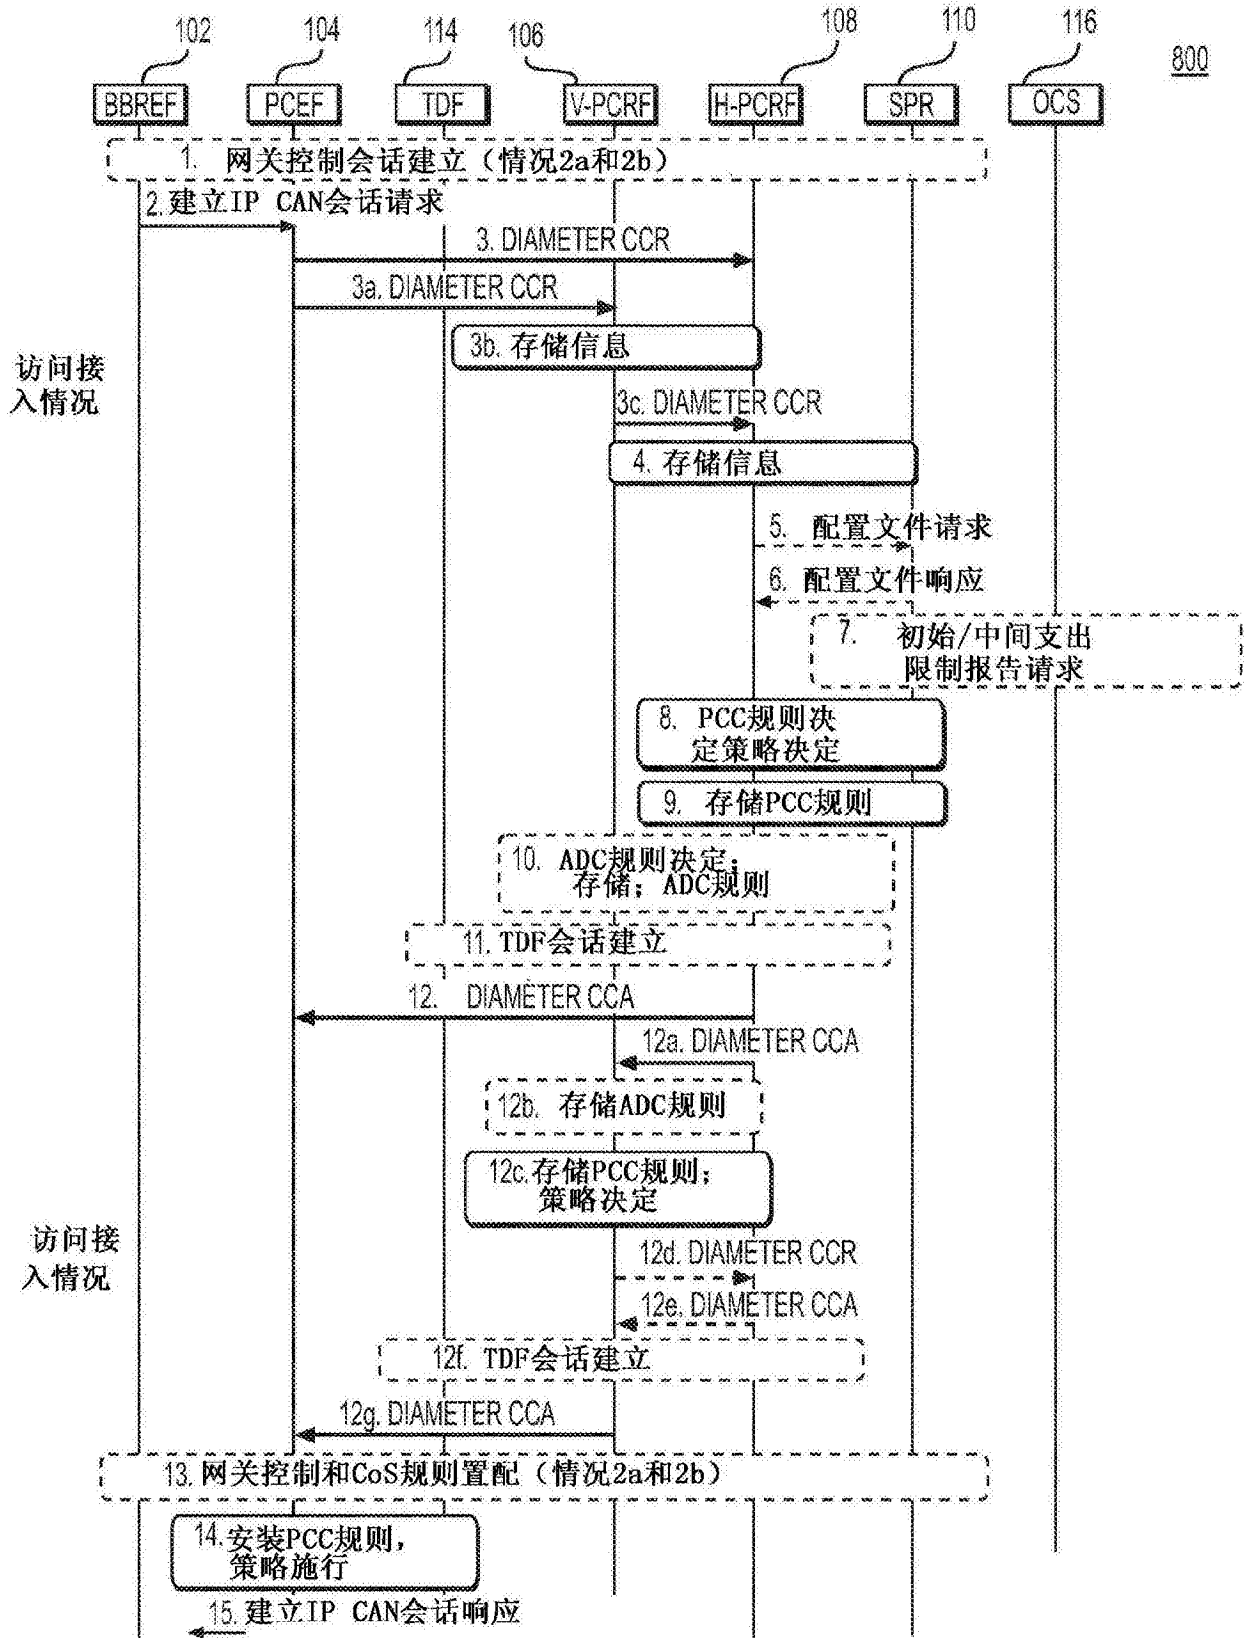 102
104
114
106
108
110
116
800
BBREF
PCEF
TDF
V-PCRF
H-PCRF
SPR
OCS
1. 网关控制会话建立（情况2a和2b）
2. 建立IP CAN会话请求
3. DIAMETER CCR
3a. DIAMETER CCR
3b. 存储信息
访问接
入情况
3c. DIAMETER CCR
4. 存储信息
5. 配置文件请求
6. 配置文件响应
7. 初始/中间支出
限制报告请求
8. PCC规则决
定策略决定
9. 存储PCC规则
10. ADC规则决定；
存储；ADC规则
11. TDF会话建立
12. DIAMETER CCA
12a. DIAMETER CCA
12b. 存储ADC规则
12c. 存储PCC规则；
策略决定
访问接
入情况
12d. DIAMETER CCR
12e. DIAMETER CCA
12f. TDF会话建立
12g. DIAMETER CCA
13. 网关控制和CoS规则置配（情况2a和2b）
14. 安装PCC规则，
策略施行
15. 建立IP CAN会话响应